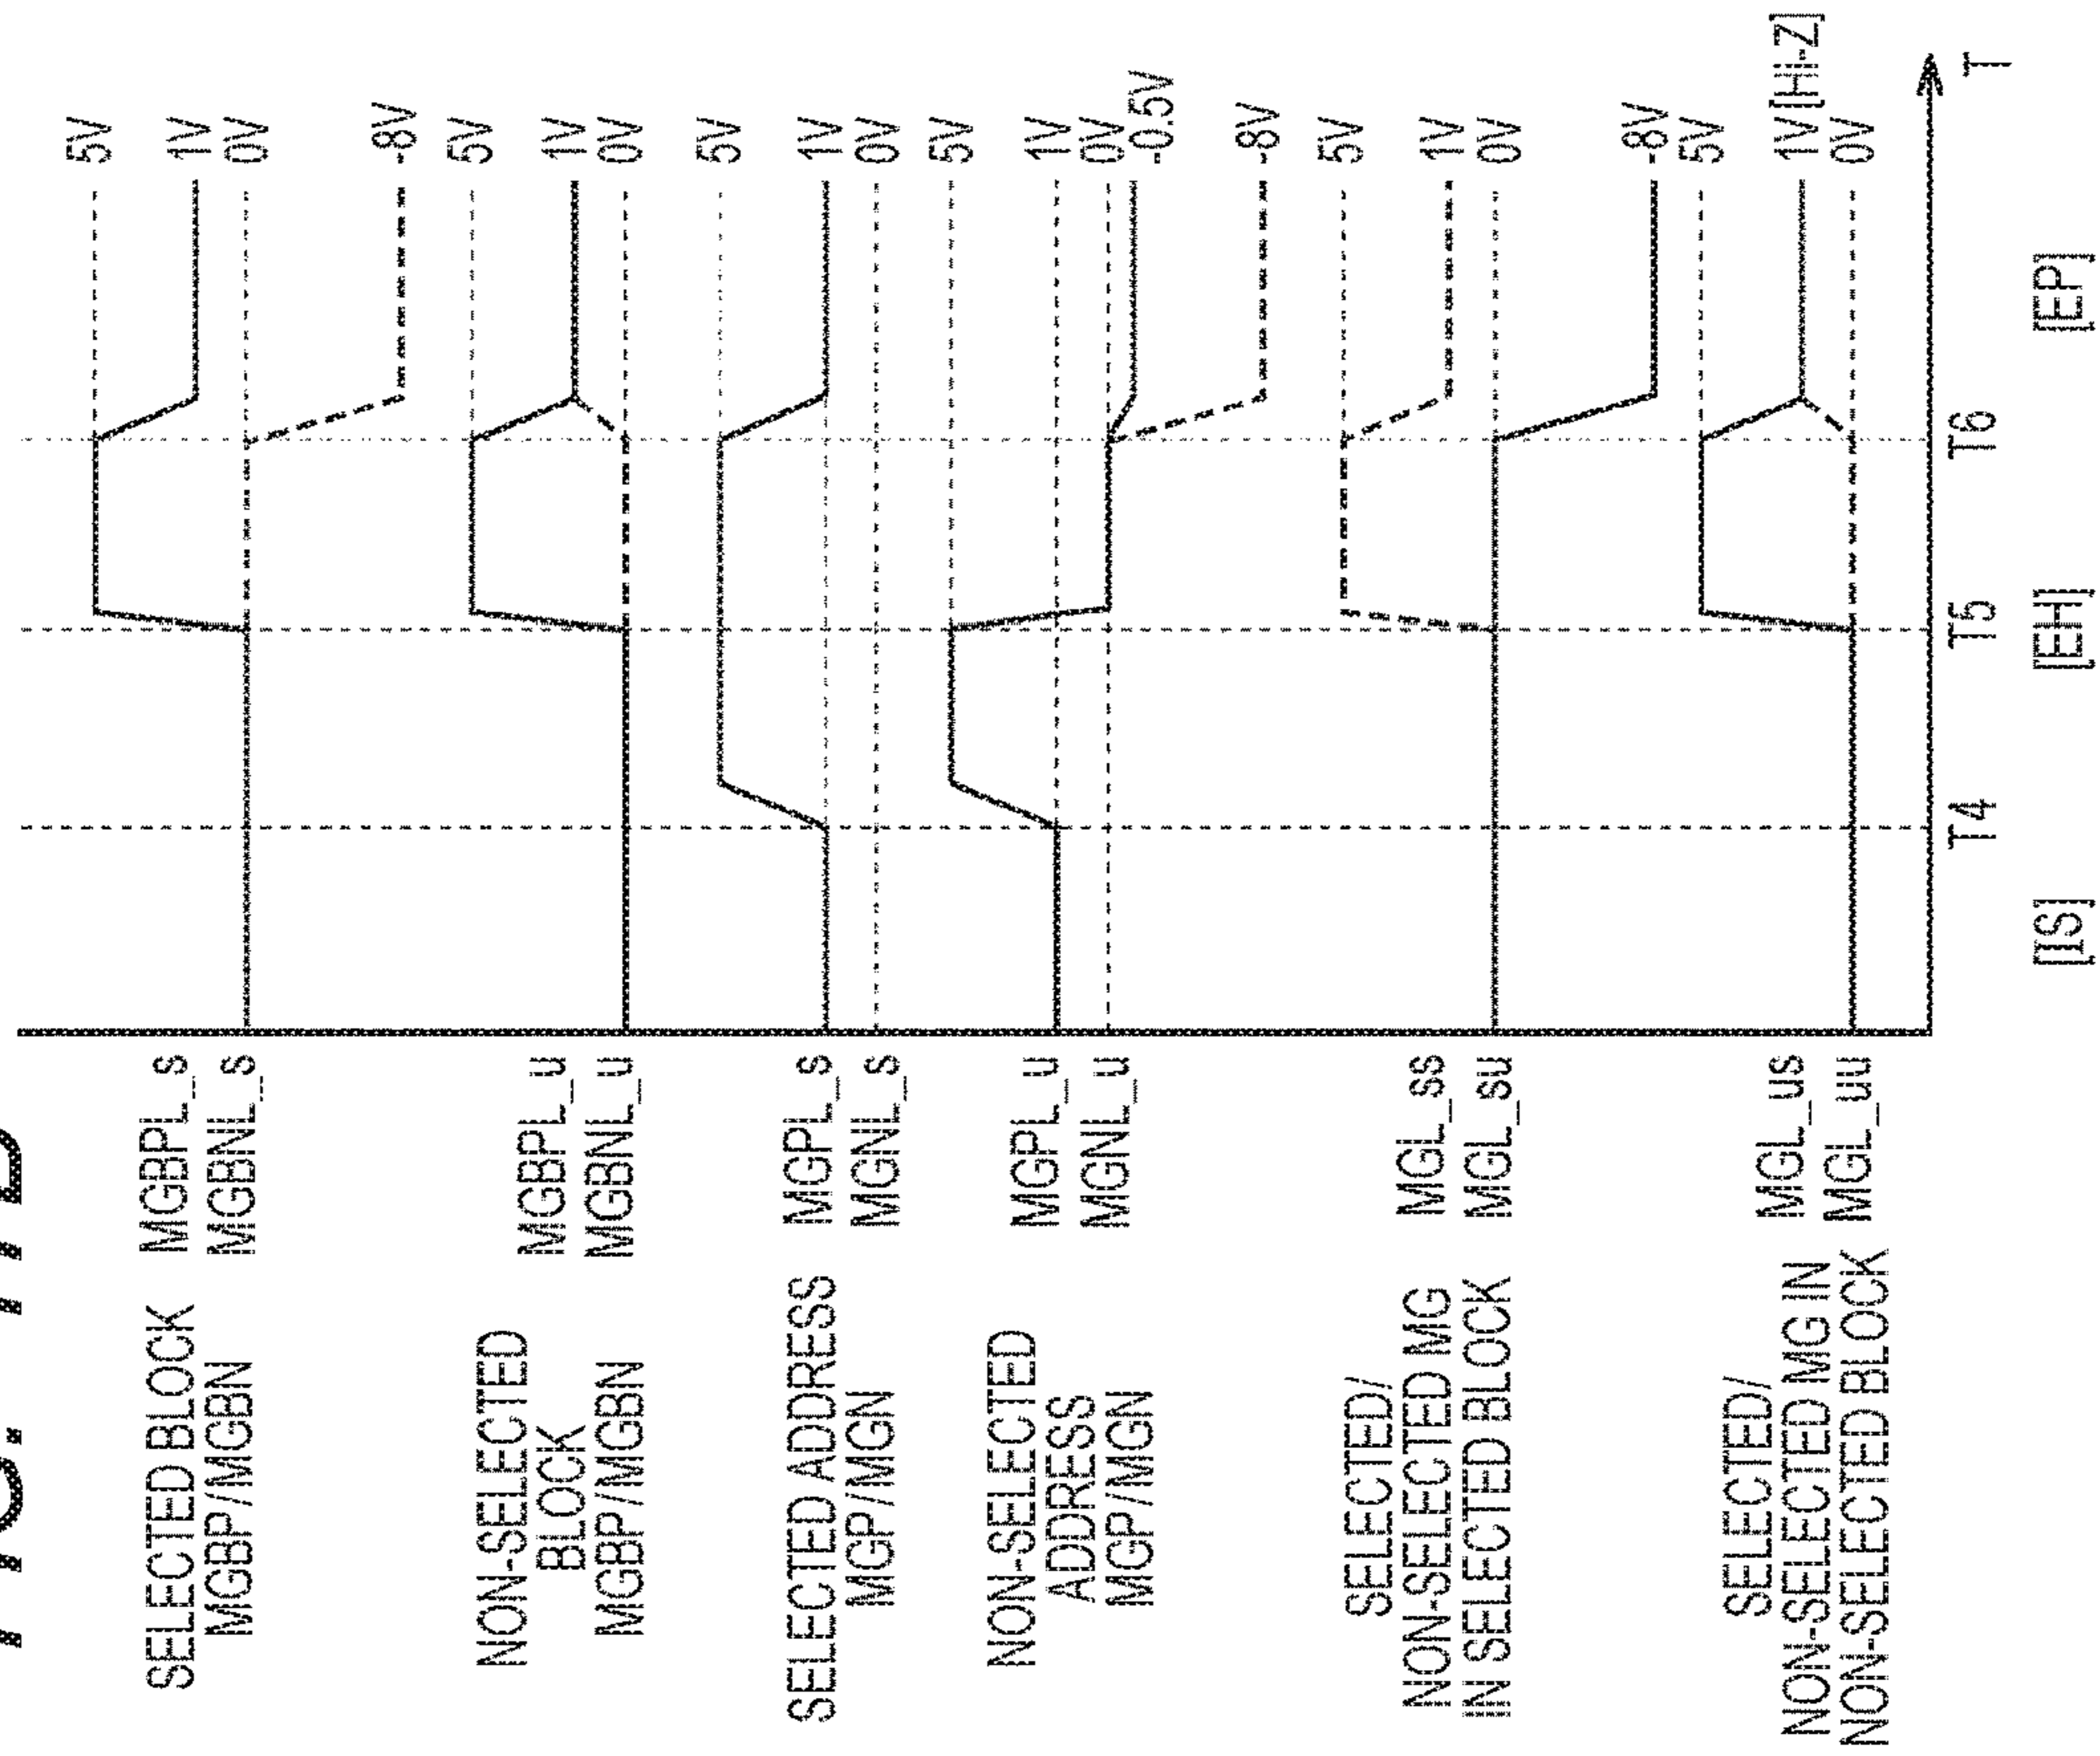 SELECTED BLOCK
MGBP/MGBN
MGBPL_s
MGBNL_s
5V
1V
0V
-8V
NON-SELECTED
BLOCK
MGBP/MGBN
MGBPL_u
MGBNL_u
5V
1V
0V
SELECTED ADDRESS
MGP/MGN
MGPL_s
MGNL_s
5V
1V
0V
NON-SELECTED
ADDRESS
MGP/MGN
MGPL_u
MGNL_u
5V
1V
0V
-0.5V
-8V
SELECTED/
NON-SELECTED MG
IN SELECTED BLOCK
MGL_ss
MGL_su
5V
1V
0V
-8V
SELECTED/
NON-SELECTED MG IN
NON-SELECTED BLOCK
MGL_us
MGL_uu
5V
1V[HI-Z]
0V
T4
T5
T6
T
[IS]
[EH]
[EP]